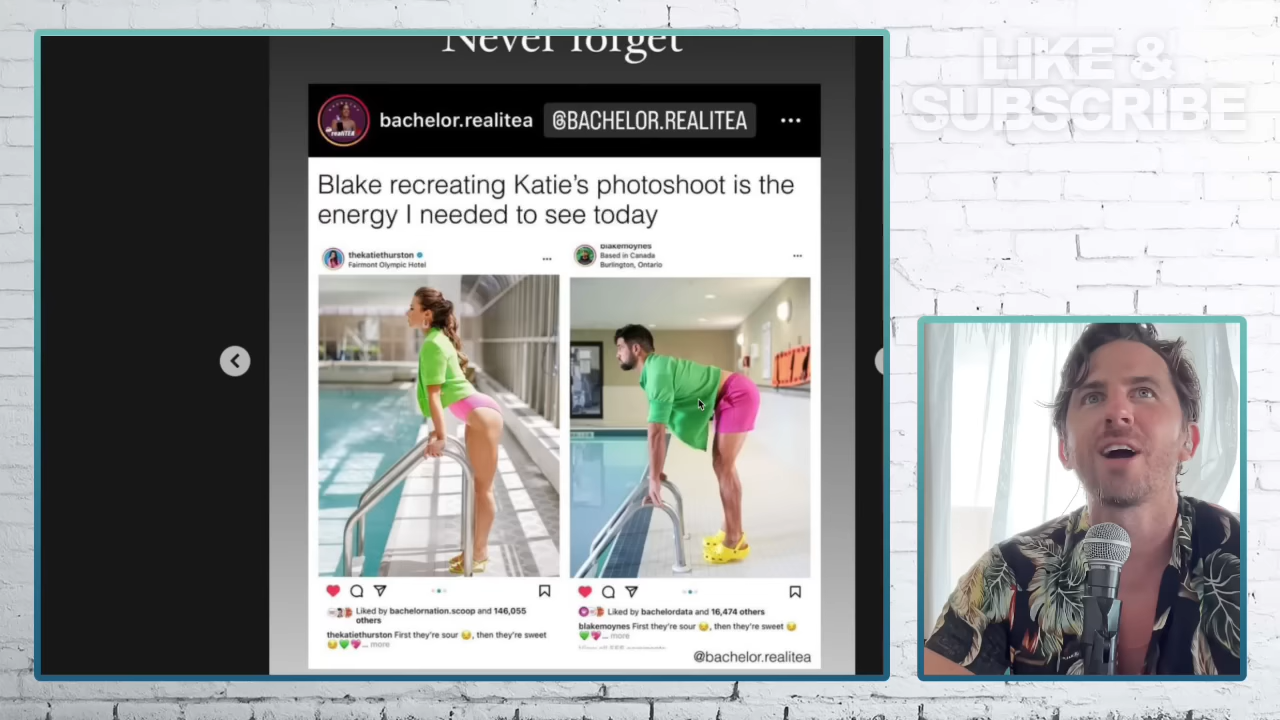 Never forget
LIKE &
SUBSCRIBE
bachelor.realitea @BACHELOR.REALITEA
Blake recreating Katie's photoshoot is the
energy I needed to see today
thekatiethurston
Fairmont Olympic Hotel
blakemoynes
Based in Canada
Burlington, Ontario
Liked by bachelornation.scoop and 146,055
others
thekatiethurston First they're sour 😂, then they're sweet
😂💚💖... more
Liked by bachelordata and 16,474 others
blakemoynes First they're sour 😂, then they're sweet 😂
💚💖... more
@bachelor.realitea